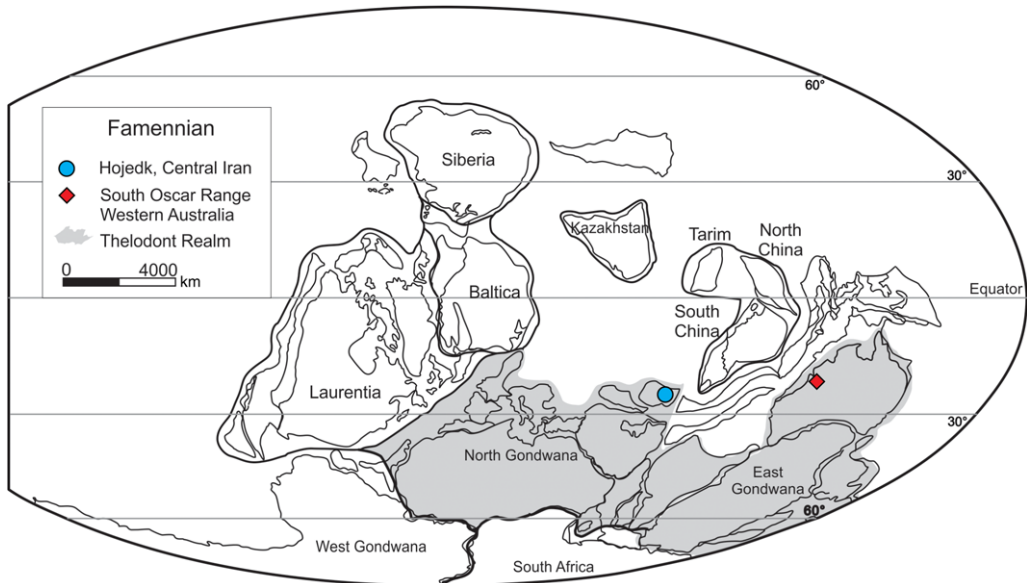 60°
Famennian
Hojedk, Central Iran
South Oscar Range
Western Australia
Thelodont Realm
0 4000
km
Siberia
30°
Kazakhstan
Tarim
North
China
Baltica
Equator
South
China
Laurentia
30°
North Gondwana
East
Gondwana
60°
West Gondwana
South Africa